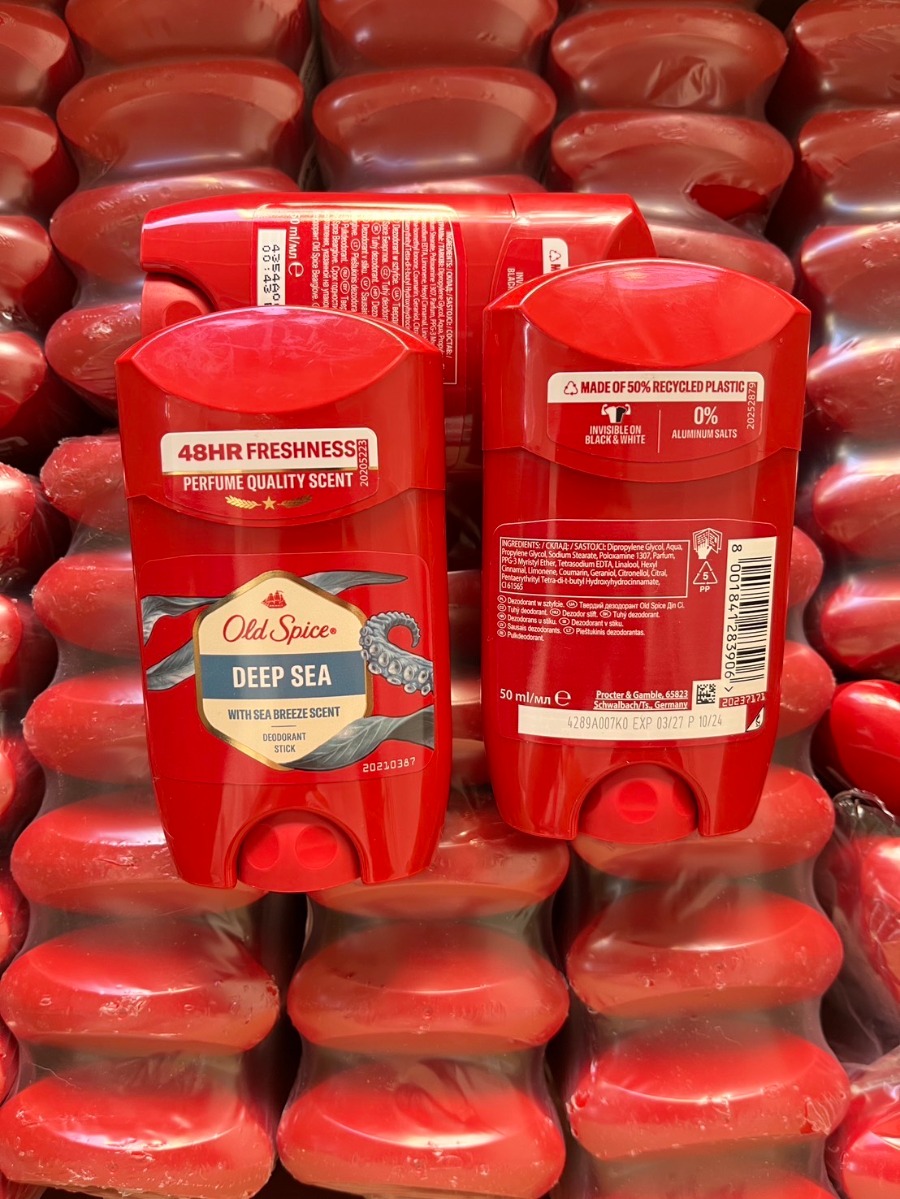 48HR FRESHNESS
PERFUME QUALITY SCENT
20205223
Old Spice®
DEEP SEA
WITH SEA BREEZE SCENT
DEODORANT
STICK
20210387
MADE OF 50% RECYCLED PLASTIC
INVISIBLE ON
BLACK & WHITE
0%
ALUMINUM SALTS
20252879
INGREDIENTS: / СКЛАД: / SASTOJCI: Dipropylene Glycol, Aqua,
Propylene Glycol, Sodium Stearate, Poloxamine 1307, Parfum,
PPG-3 Myristyl Ether, Tetrasodium EDTA, Linalool, Hexyl
Cinnamal, Limonene, Coumarin, Geraniol, Citronellol, Citral,
Pentaerythrityl Tetra-di-t-butyl Hydroxyhydrocinnamate,
CI 61565
5
PP
Dezodorant w sztyfcie. Твердий дезодорант Old Spice Діп Сі.
Tuhý deodorant. Dezodor stift. Tuhý dezodorant.
Dezodorans u stiku. Dezodorant v stiku.
Sausais dezodorants. Pieštukinis dezodorantas.
Pulkdeodorant.
50 ml/мл e
Procter & Gamble, 65823
Schwalbach/Ts., Germany
8 001841 283906 >
20237171
4289A007K0 EXP 03/27 P 10/24